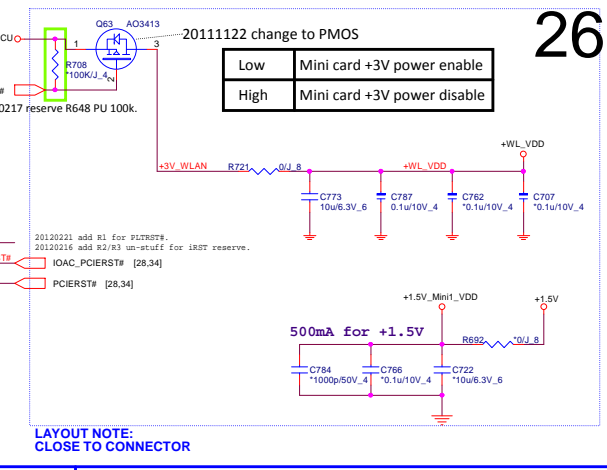 26
Q63 AO3413
20111122 change to PMOS
CU
1
3
2
R708
*100K/J_4
Low Mini card +3V power enable
High Mini card +3V power disable
#
0217 reserve R648 PU 100k.
+WL_VDD
+3V_WLAN R721 0/J_8 +WL_VDD
C773
10u/6.3V_6
C787
0.1u/10V_4
C762
*0.1u/10V_4
C707
*0.1u/10V_4
20120221 add R1 for PLTRST#.
20120216 add R2/R3 un-stuff for iRST reserve.
T# IOAC_PCIERST# [28,34]
PCIERST# [28,34]
+1.5V_Mini1_VDD +1.5V
500mA for +1.5V
R692 *0/J_8
C784
*1000p/50V_4
C766
*0.1u/10V_4
C722
*10u/6.3V_6
LAYOUT NOTE:
CLOSE TO CONNECTOR